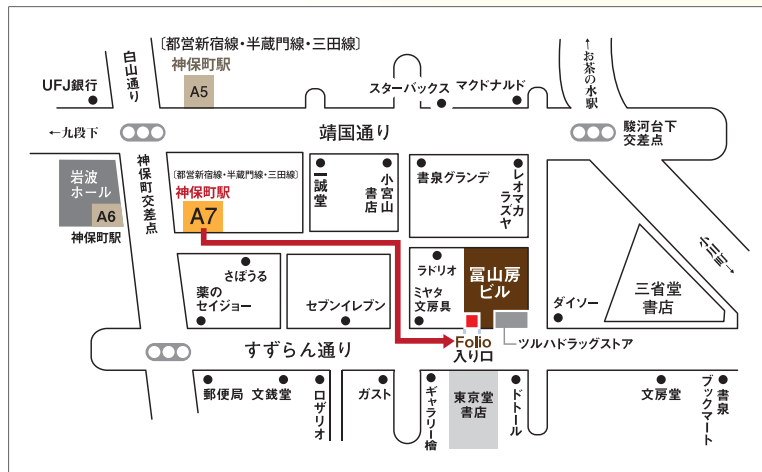 〔都営新宿線・半蔵門線・三田線〕
神保町駅
A5
白山通り
UFJ銀行
スターバックス
マクドナルド
←お茶の水駅
←九段下
靖国通り
駿河台下
交差点
岩波
ホール
A6
神保町駅
神保町交差点
〔都営新宿線・半蔵門線・三田線〕
神保町駅
A7
一誠堂
小宮山
書店
書泉グランデ
レオマカラズヤ
小川町→
さぼうる
薬の
セイジョー
セブンイレブン
ラドリオ
ミヤタ
文房具
冨山房
ビル
ダイソー
三省堂
書店
すずらん通り
Folio
入り口
ツルハドラッグストア
郵便局
文銭堂
ロザリオ
ガスト
ギャラリー檜
東京堂
書店
ドトール
文房堂
書泉
ブックマート